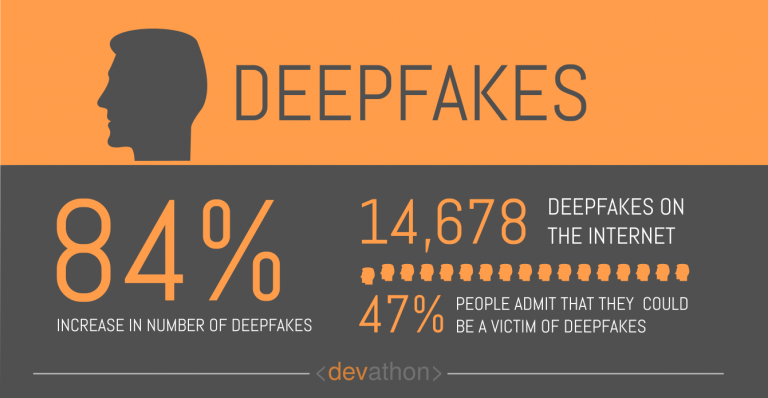 DEEPFAKES
84%
INCREASE IN NUMBER OF DEEPFAKES
14,678
DEEPFAKES ON
THE INTERNET
47%
PEOPLE ADMIT THAT THEY COULD
BE A VICTIM OF DEEPFAKES
<devathon>